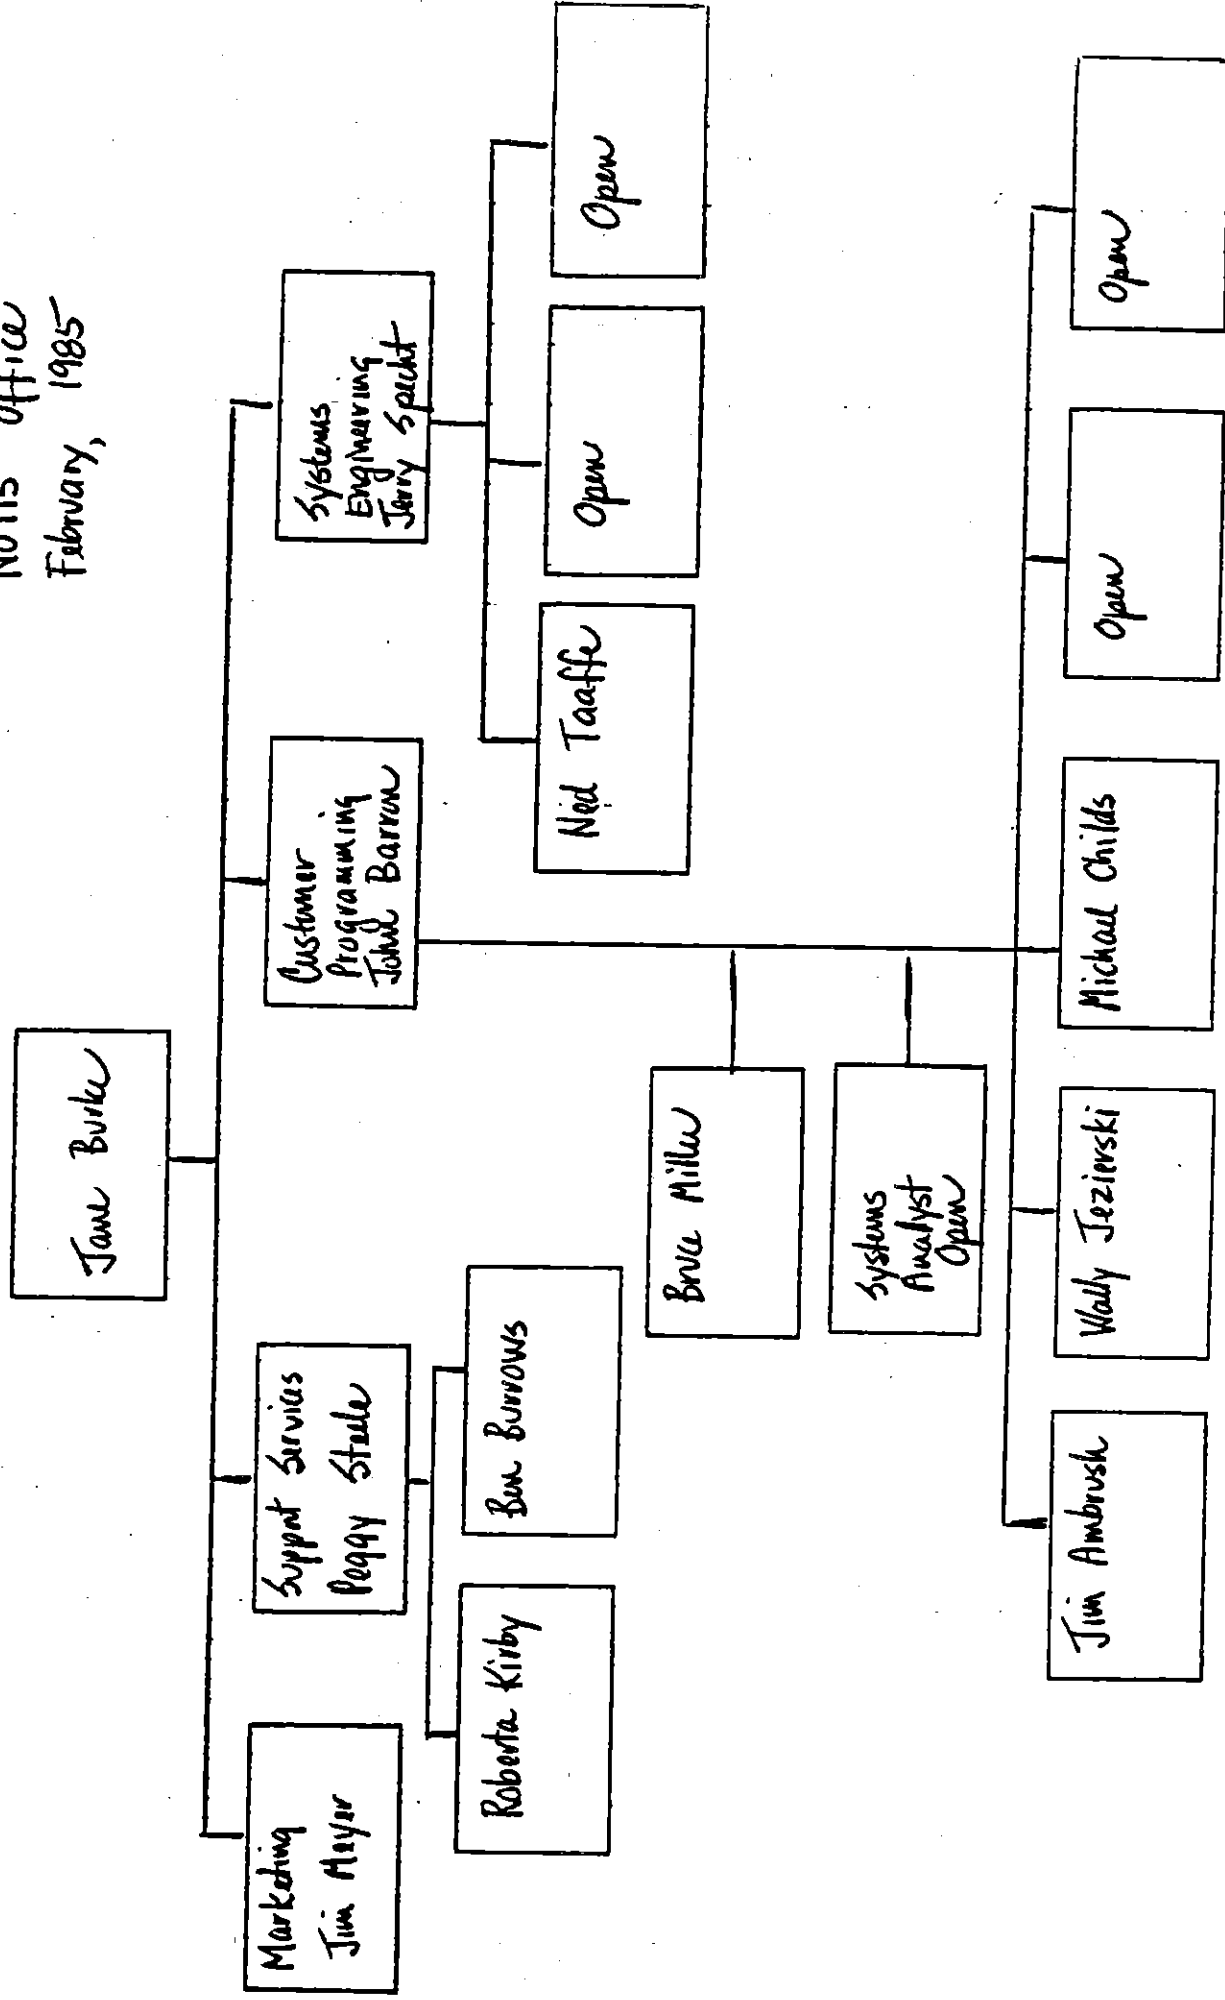 NOTIS Office
February, 1985
Jane Burke
Marketing
Jim Meyer
Support Services
Peggy Steele
Customer
Programming
John Barron
Systems
Engineering
Jerry Specht
Roberta Kirby
Ben Burrows
Ned Taaffe
Open
Open
Bruce Miller
Systems
Analyst
Open
Jim Ambrush
Wally Jezierski
Michael Childs
Open
Open